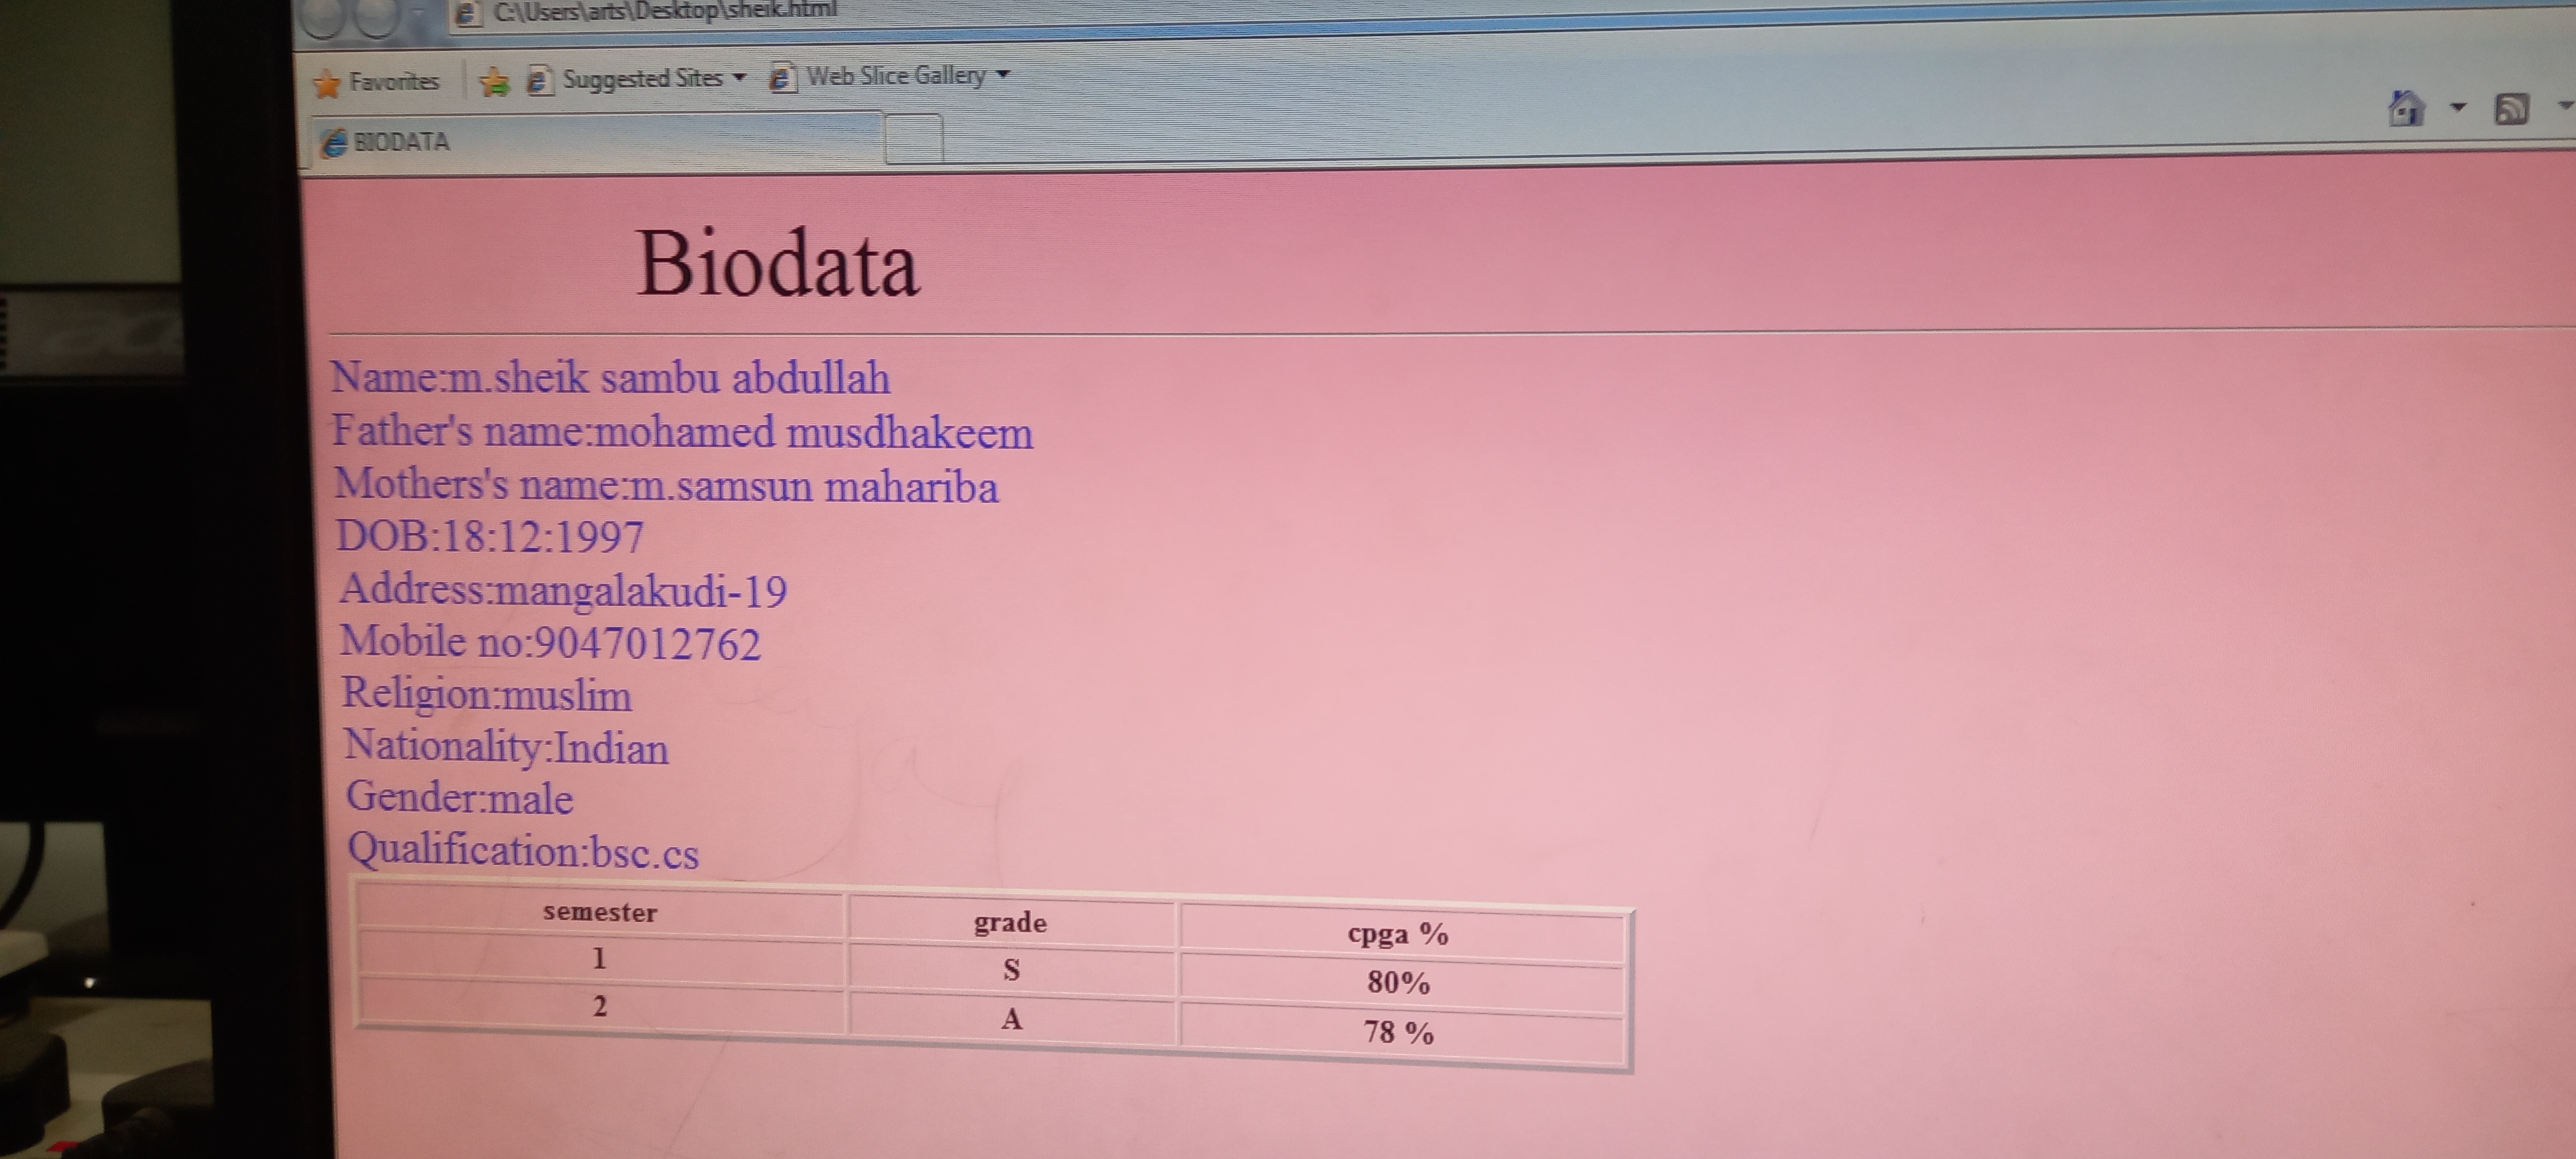 C:\Users\arts\Desktop\sheik.html
Favorites Suggested Sites Web Slice Gallery
BIODATA
Biodata
Name:m.sheik sambu abdullah
Father's name:mohamed musdhakeem
Mothers's name:m.samsun mahariba
DOB:18:12:1997
Address:mangalakudi-19
Mobile no:9047012762
Religion:muslim
Nationality:Indian
Gender:male
Qualification:bsc.cs
semester grade cpga %
1 S 80%
2 A 78 %